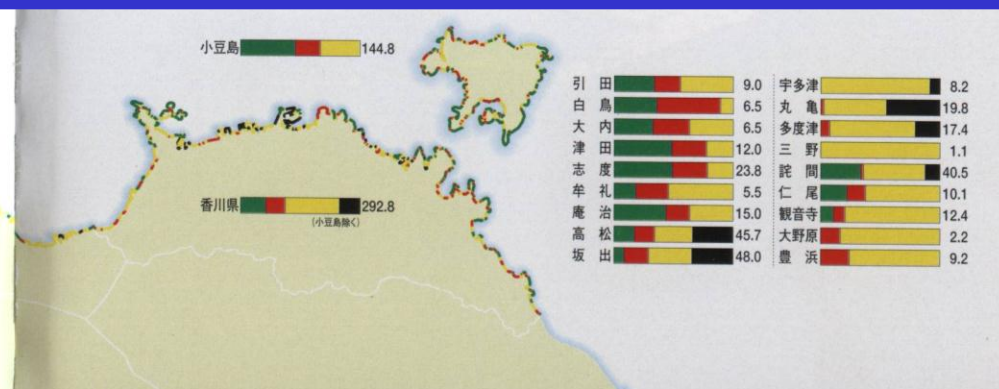 小豆島 144.8
香川県 292.8
(小豆島除く)
引田 9.0
白鳥 6.5
大内 6.5
津田 12.0
志度 23.8
牟礼 5.5
庵治 15.0
高松 45.7
坂出 48.0
宇多津 8.2
丸亀 19.8
多度津 17.4
三野 1.1
詫間 40.5
仁尾 10.1
観音寺 12.4
大野原 2.2
豊浜 9.2